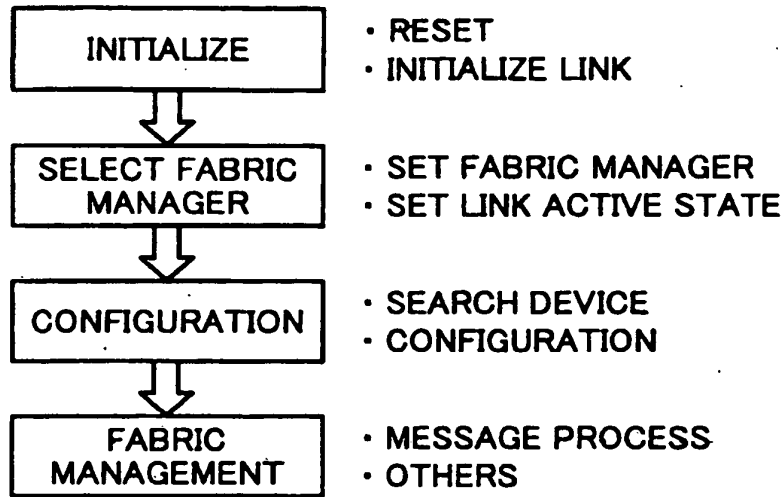 INITIALIZE
・RESET
・INITIALIZE LINK
SELECT FABRIC
MANAGER
・SET FABRIC MANAGER
・SET LINK ACTIVE STATE
CONFIGURATION
・SEARCH DEVICE
・CONFIGURATION
FABRIC
MANAGEMENT
・MESSAGE PROCESS
・OTHERS